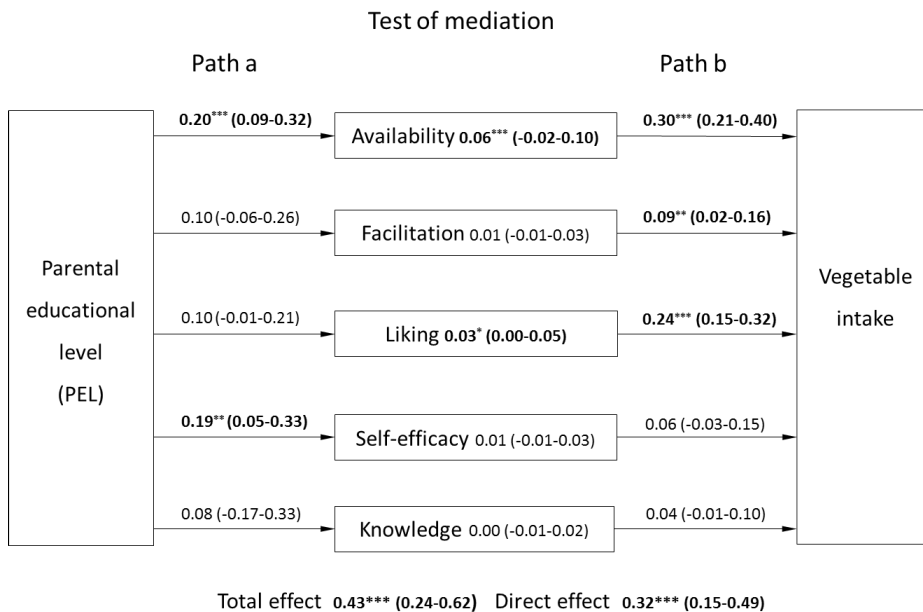 Test of mediation
Path a
Path b
0.20*** (0.09-0.32)
Availability 0.06*** (-0.02-0.10)
0.30*** (0.21-0.40)
0.10 (-0.06-0.26)
Facilitation 0.01 (-0.01-0.03)
0.09** (0.02-0.16)
Parental
educational
level
(PEL)
Vegetable
intake
0.10 (-0.01-0.21)
Liking 0.03* (0.00-0.05)
0.24*** (0.15-0.32)
0.19** (0.05-0.33)
Self-efficacy 0.01 (-0.01-0.03)
0.06 (-0.03-0.15)
0.08 (-0.17-0.33)
Knowledge 0.00 (-0.01-0.02)
0.04 (-0.01-0.10)
Total effect 0.43*** (0.24-0.62) Direct effect 0.32*** (0.15-0.49)